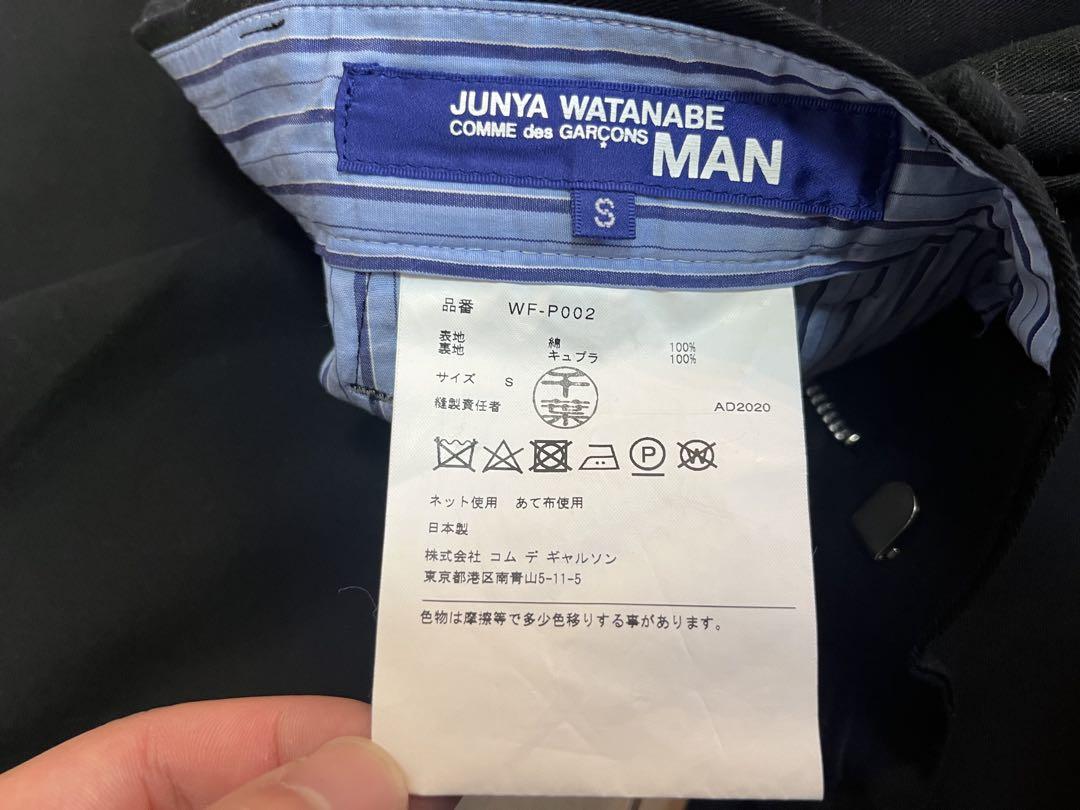 JUNYA WATANABE
COMME des GARÇONS
MAN
S
品番 WF-P002
表地 綿 100%
裏地 キュプラ 100%
サイズ S
縫製責任者 千葉 AD2020
P
W
ネット使用 あて布使用
日本製
株式会社 コム デ ギャルソン
東京都港区南青山5-11-5
色物は摩擦等で多少色移りする事があります。